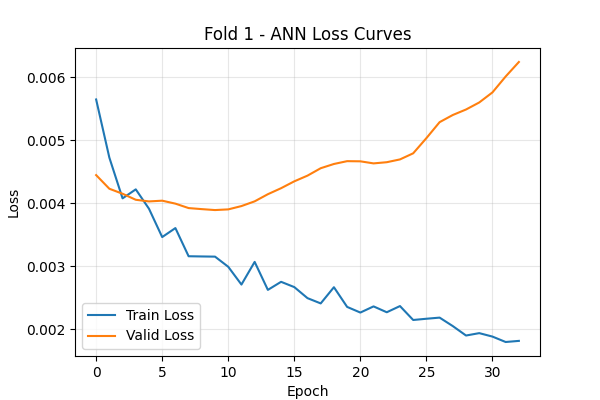 Fold 1 - ANN Loss Curves
Loss
0.006
0.005
0.004
0.003
0.002
Train Loss
Valid Loss
0 5 10 15 20 25 30
Epoch